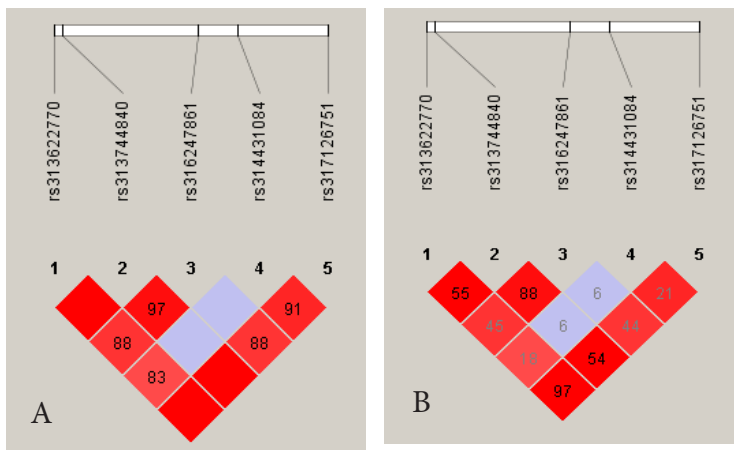 rs313622770
rs313744840
rs316247861
rs314431084
rs317126751
1 2 3 4 5
97 91
88 88
83
A
rs313622770
rs313744840
rs316247861
rs314431084
rs317126751
1 2 3 4 5
55 88 6 21
45 6 44
18 54
97
B